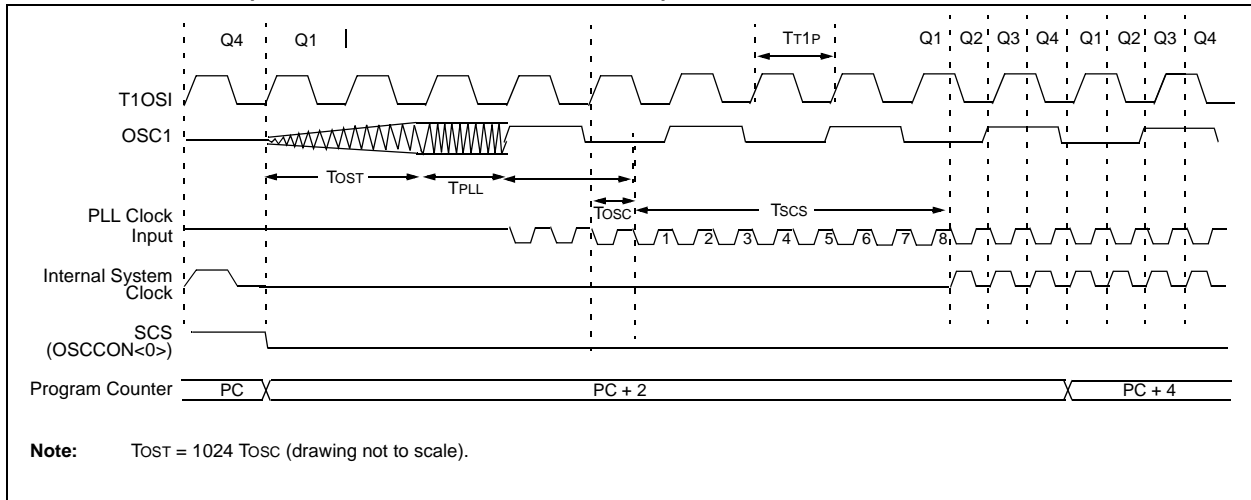 Q4 Q1 TT1P Q1 Q2 Q3 Q4 Q1 Q2 Q3 Q4
T1OSI
OSC1
TOST TPLL
TOSC TSCS
PLL Clock
Input
1 2 3 4 5 6 7 8
Internal System
Clock
SCS
(OSCCON<0>)
Program Counter PC PC + 2 PC + 4
Note: TOST = 1024 TOSC (drawing not to scale).